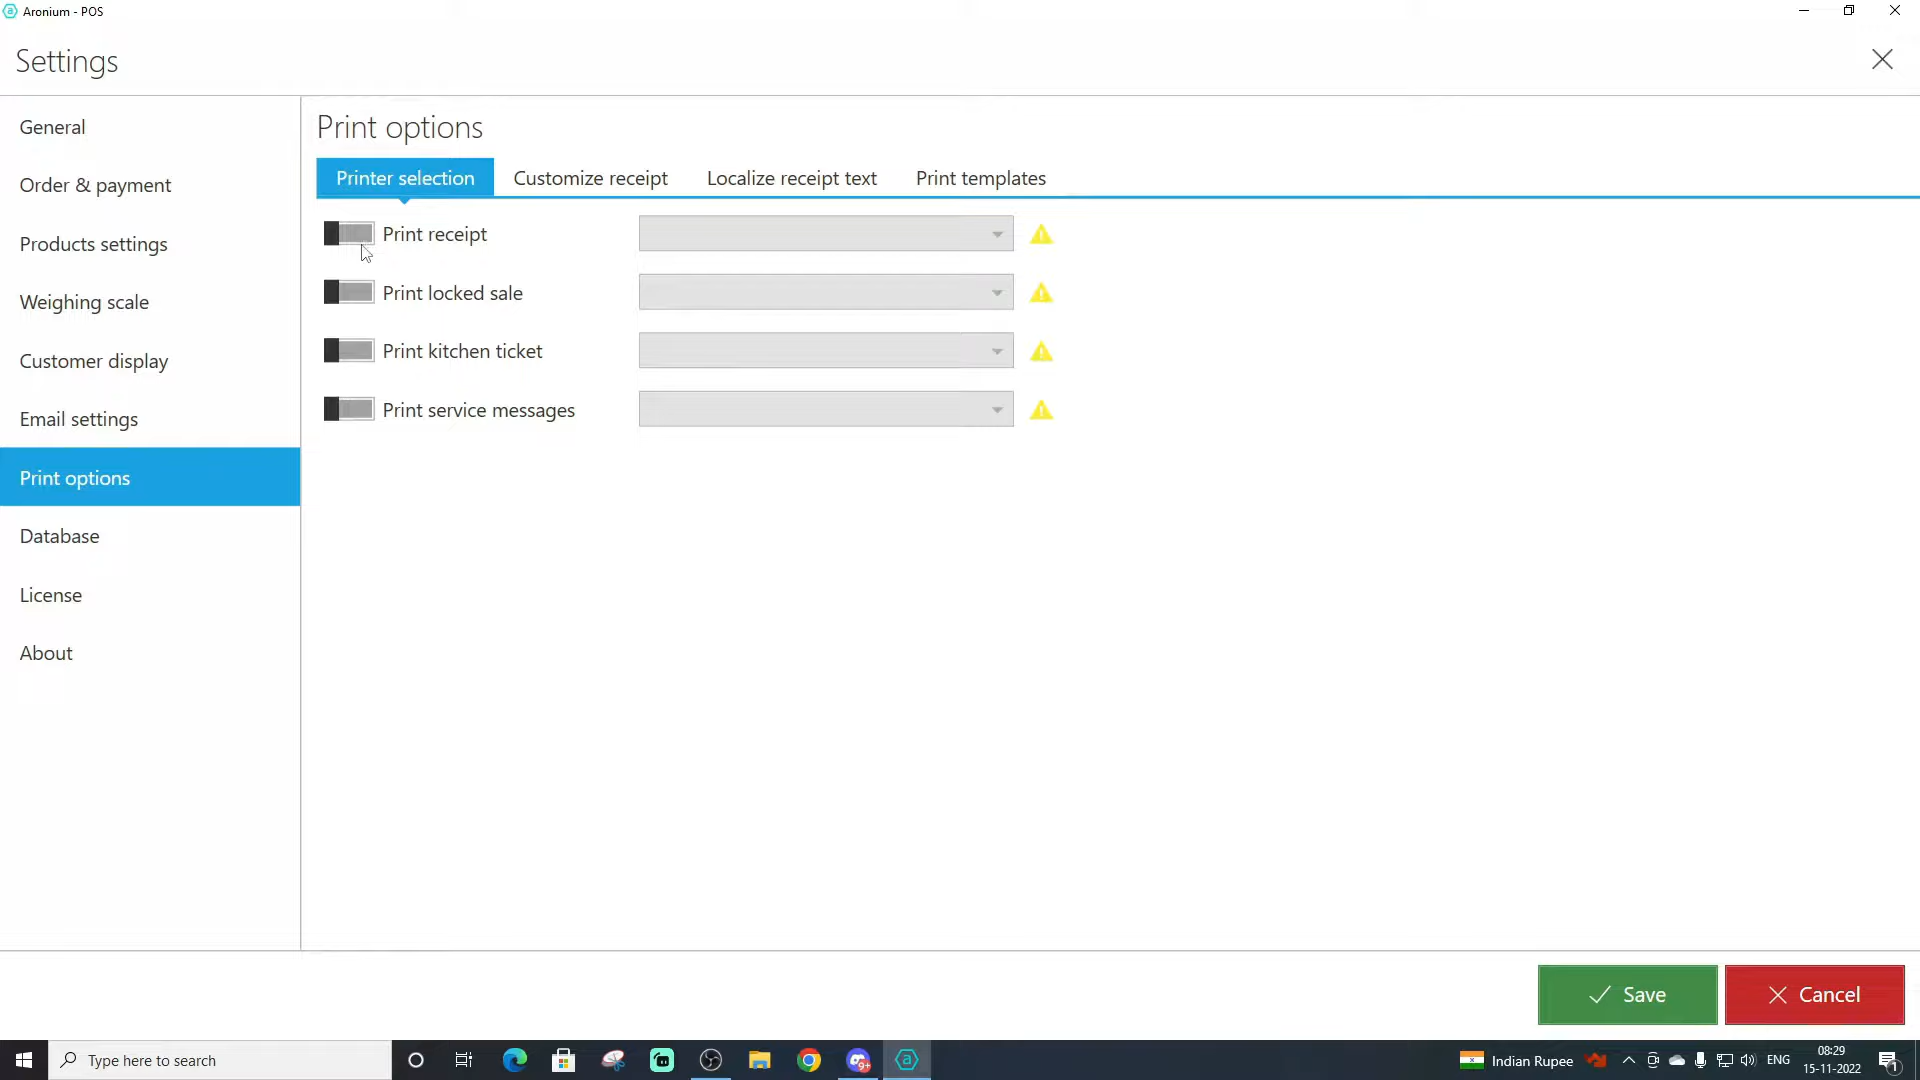 Aronium - POS
Settings
General
Order & payment
Products settings
Weighing scale
Customer display
Email settings
Print options
Database
License
About
Print options
Printer selection Customize receipt Localize receipt text Print templates
Print receipt
Print locked sale
Print kitchen ticket
Print service messages
Save Cancel
Type here to search
9+
Indian Rupee
ENG
08:29
15-11-2022
1